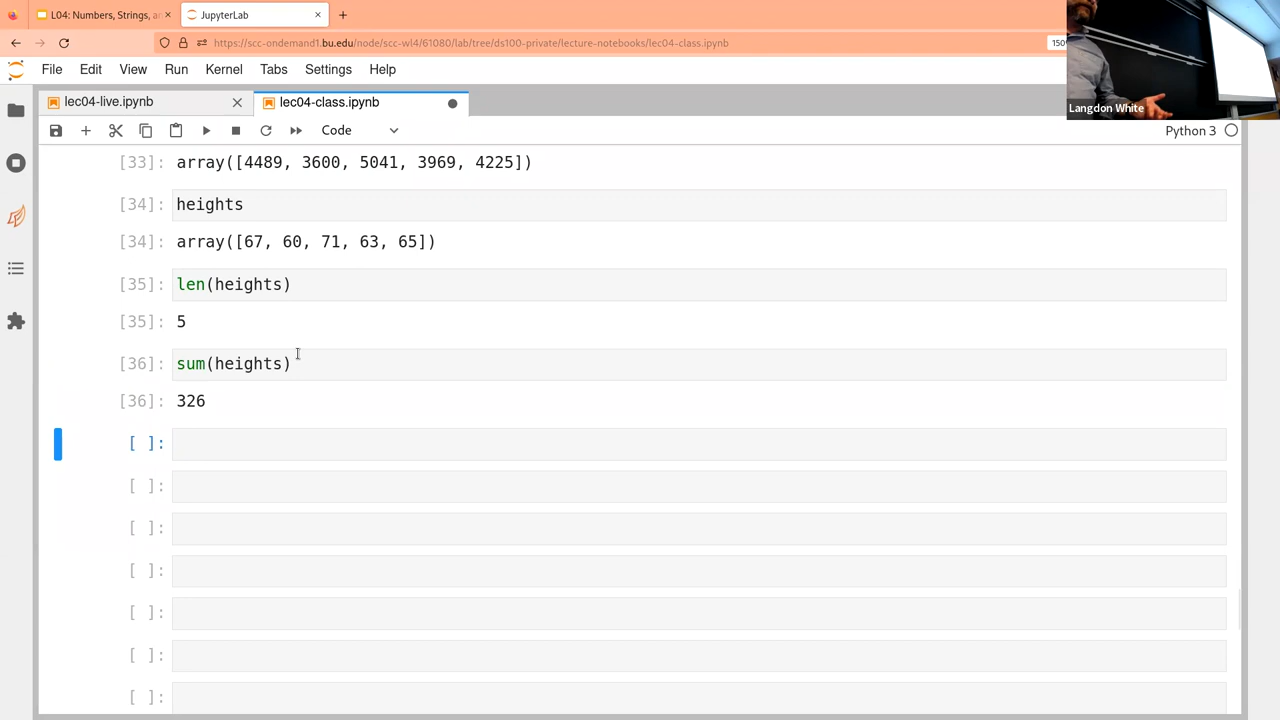 L04: Numbers, Strings, a
JupyterLab
https://scc-ondemand1.bu.edu/node/scc-wl4/61080/lab/tree/ds100-private/lecture-notebooks/lec04-class.ipynb
150
Langdon White
File Edit View Run Kernel Tabs Settings Help
lec04-live.ipynb
lec04-class.ipynb
Code
Python 3
[33]: array([4489, 3600, 5041, 3969, 4225])
[34]: heights
[34]: array([67, 60, 71, 63, 65])
[35]: len(heights)
[35]: 5
[36]: sum(heights)
[36]: 326
[ ]:
[ ]:
[ ]:
[ ]:
[ ]:
[ ]:
[ ]: